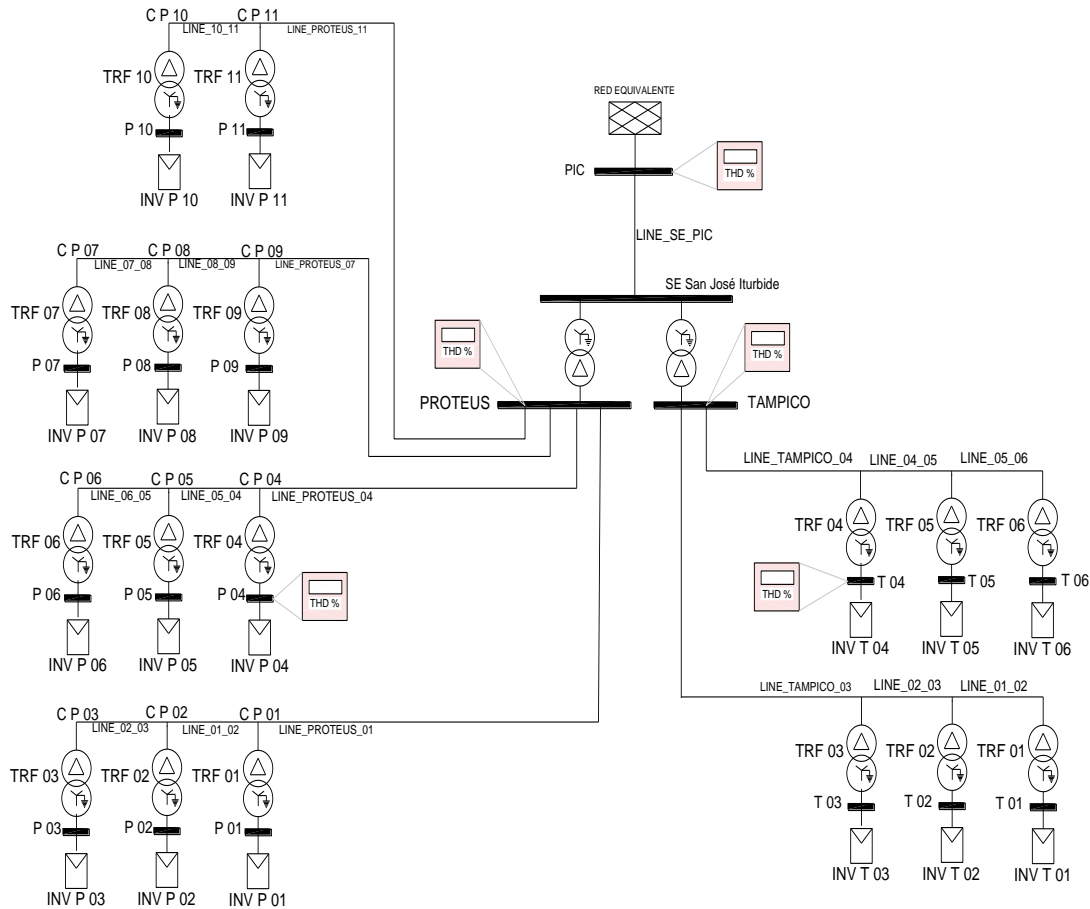 C P 10
C P 11
LINE_10_11
LINE_PROTEUS_11
TRF 10
TRF 11
P 10
P 11
INV P 10
INV P 11
RED EQUIVALENTE
PIC
THD %
LINE_SE_PIC
SE San José Iturbide
C P 07
C P 08
C P 09
LINE_07_08
LINE_08_09
LINE_PROTEUS_07
TRF 07
TRF 08
TRF 09
P 07
P 08
P 09
INV P 07
INV P 08
INV P 09
THD %
THD %
PROTEUS
TAMPICO
C P 06
C P 05
C P 04
LINE_06_05
LINE_05_04
LINE_PROTEUS_04
TRF 06
TRF 05
TRF 04
P 06
P 05
P 04
THD %
INV P 06
INV P 05
INV P 04
LINE_TAMPICO_04
LINE_04_05
LINE_05_06
TRF 04
TRF 05
TRF 06
THD %
T 04
T 05
T 06
INV T 04
INV T 05
INV T 06
C P 03
C P 02
C P 01
LINE_02_03
LINE_01_02
LINE_PROTEUS_01
TRF 03
TRF 02
TRF 01
P 03
P 02
P 01
INV P 03
INV P 02
INV P 01
LINE_TAMPICO_03
LINE_02_03
LINE_01_02
TRF 03
TRF 02
TRF 01
T 03
T 02
T 01
INV T 03
INV T 02
INV T 01